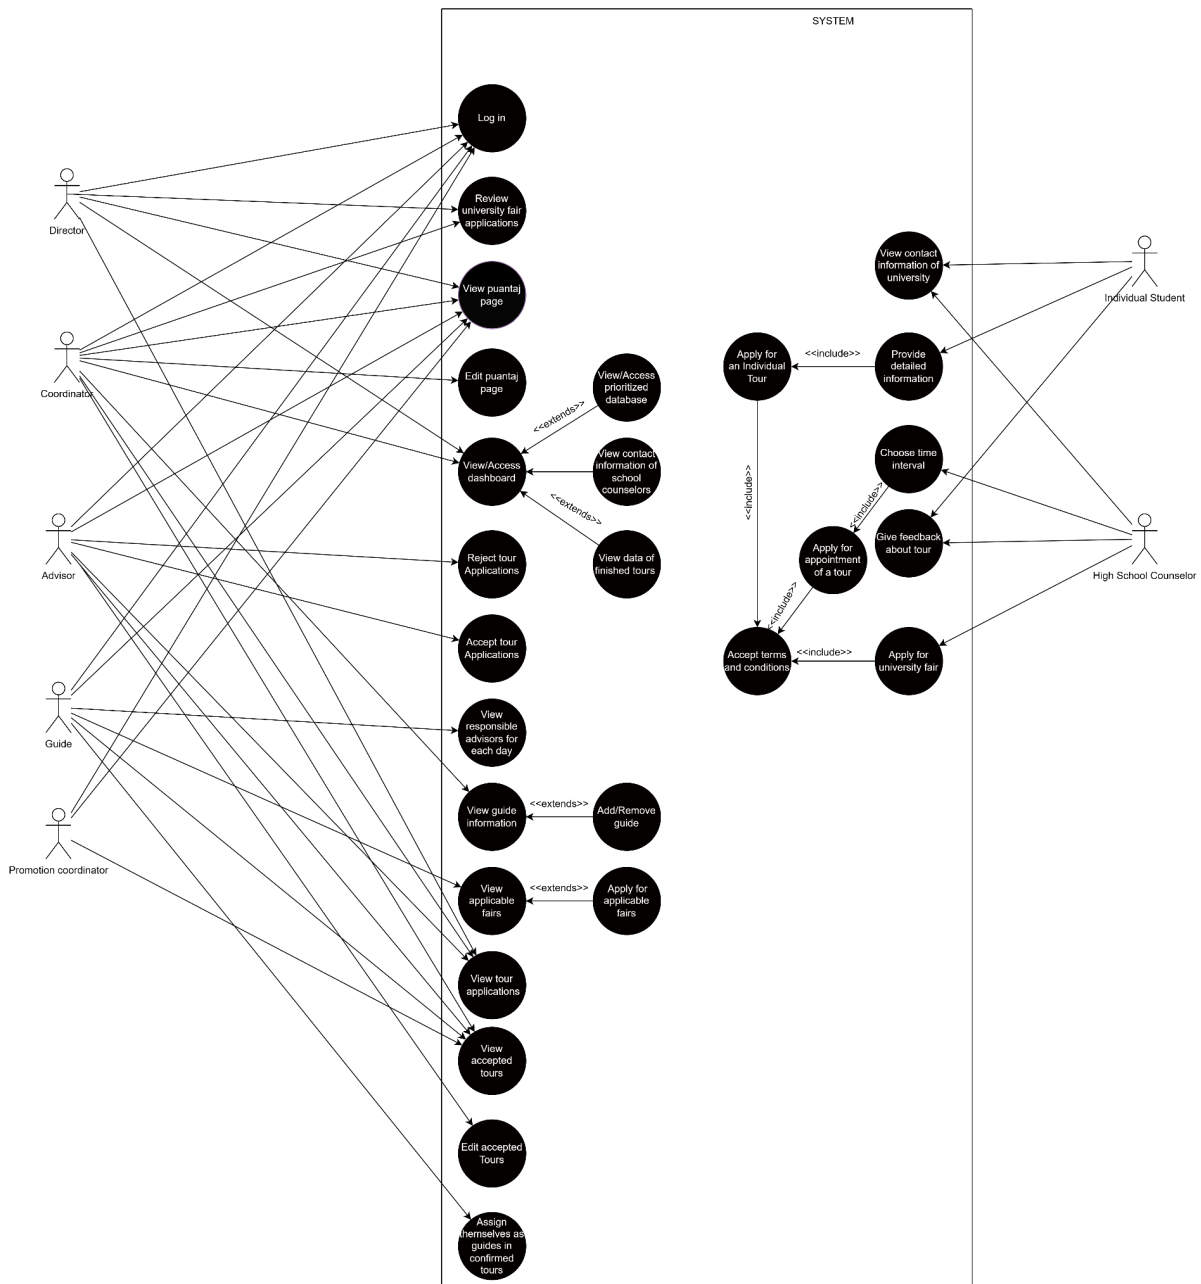 SYSTEM
Log in
Director
Review
university fair
applications
View puantaj
page
Coordinator
Edit puantaj
page
View/Access
prioritized
database
<<extends>>
View/Access
dashboard
View contact
information of
school
counselors
<<extends>>
Advisor
Reject tour
Applications
View data of
finished tours
Accept tour
Applications
Guide
View
responsible
advisors for
each day
View guide
information
<<extends>>
Add/Remove
guide
Promotion coordinator
View
applicable
fairs
<<extends>>
Apply for
applicable
fairs
View tour
applications
View
accepted
tours
Edit accepted
Tours
Assign
themselves as
guides in
confirmed
tours
View contact
information of
university
Individual Student
Apply for
an Individual
Tour
<<include>>
Provide
detailed
information
Choose time
interval
<<include>>
<<include>>
Give feedback
about tour
Apply for
appointment
of a tour
High School Counselor
<<include>>
Accept terms
and conditions
<<include>>
Apply for
university fair